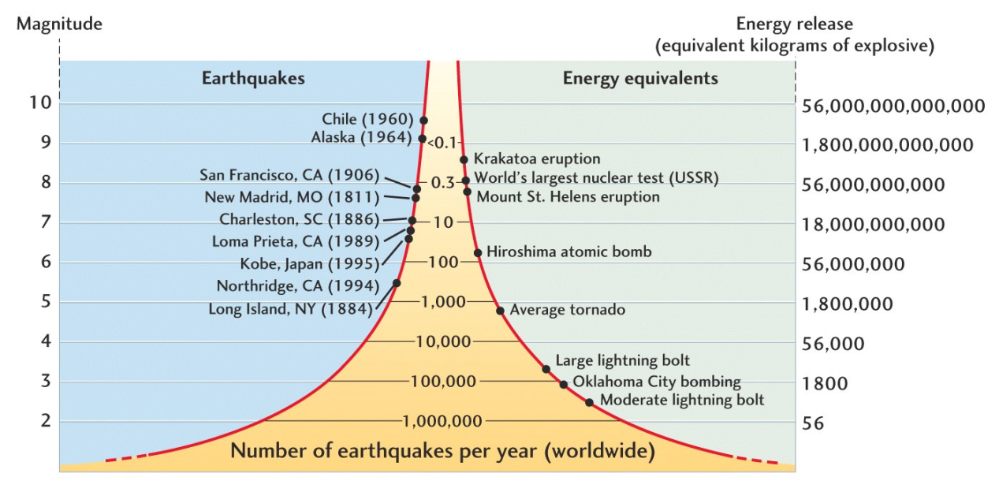 Magnitude
Energy release
(equivalent kilograms of explosive)
Earthquakes
Energy equivalents
10
56,000,000,000,000
Chile (1960)
Alaska (1964)
9
<0.1
1,800,000,000,000
Krakatoa eruption
San Francisco, CA (1906)
World's largest nuclear test (USSR)
8
0.3
56,000,000,000
New Madrid, MO (1811)
Mount St. Helens eruption
Charleston, SC (1886)
7
10
18,000,000,000
Loma Prieta, CA (1989)
Hiroshima atomic bomb
Kobe, Japan (1995)
6
100
56,000,000
Northridge, CA (1994)
5
1,000
1,800,000
Long Island, NY (1884)
Average tornado
4
10,000
56,000
Large lightning bolt
3
100,000
Oklahoma City bombing
1800
Moderate lightning bolt
2
1,000,000
56
Number of earthquakes per year (worldwide)